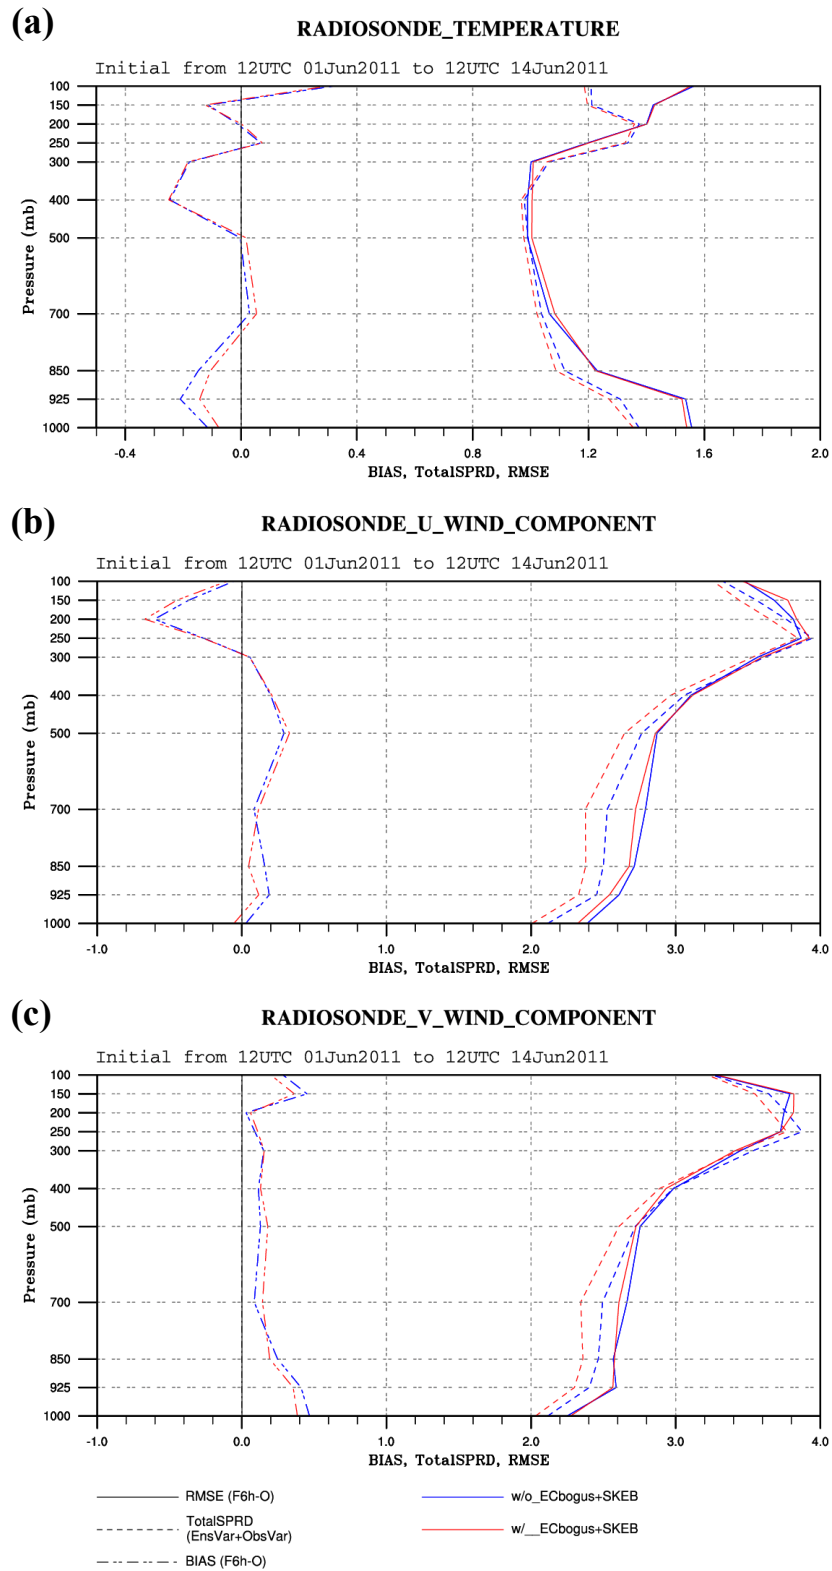 (a)
RADIOSONDE_TEMPERATURE
Initial from 12UTC 01Jun2011 to 12UTC 14Jun2011
100
150
200
250
300
400
500
700
850
925
1000
Pressure (mb)
-0.4 0.0 0.4 0.8 1.2 1.6 2.0
BIAS, TotalSPRD, RMSE
(b)
RADIOSONDE_U_WIND_COMPONENT
Initial from 12UTC 01Jun2011 to 12UTC 14Jun2011
100
150
200
250
300
400
500
700
850
925
1000
Pressure (mb)
-1.0 0.0 1.0 2.0 3.0 4.0
BIAS, TotalSPRD, RMSE
(c)
RADIOSONDE_V_WIND_COMPONENT
Initial from 12UTC 01Jun2011 to 12UTC 14Jun2011
100
150
200
250
300
400
500
700
850
925
1000
Pressure (mb)
-1.0 0.0 1.0 2.0 3.0 4.0
BIAS, TotalSPRD, RMSE
RMSE (F6h-O)
TotalSPRD
(EnsVar+ObsVar)
BIAS (F6h-O)
w/o_ECbogus+SKEB
w/__ECbogus+SKEB